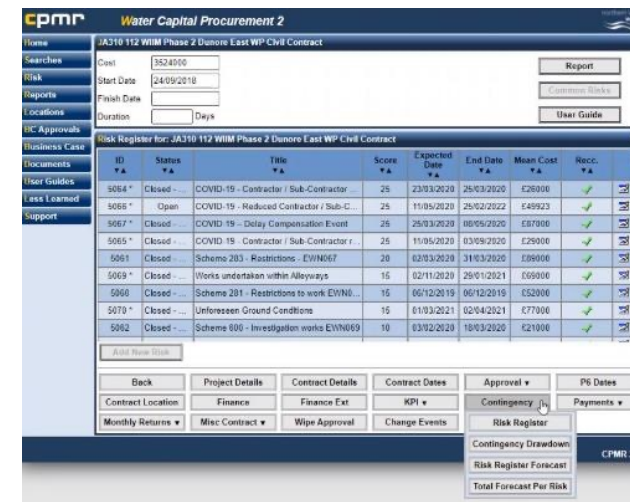 cpmr Water Capital Procurement 2
Home
Searches
Risk
Reports
Locations
BC Approvals
Business Case
Documents
User Guides
Less Learned
Support
JA310 112 WIIM Phase 2 Dunore East WP Civil Contract
Cost 3524000
Start Date 24/09/2018
Finish Date
Duration Days
Report
Common Risks
User Guide
Risk Register for: JA310 112 WIIM Phase 2 Dunore East WP Civil Contract
ID Status Title Score Expected Date End Date Mean Cost Recc.
5064 * Closed - ... COVID-19 - Contractor / Sub-Contractor ... 25 23/03/2020 25/03/2020 £26000
5066 * Open COVID-19 - Reduced Contractor / Sub-C... 25 11/05/2020 25/02/2022 £49923
5067 * Closed - ... COVID-19 – Delay Compensation Event 25 25/03/2020 08/05/2020 £87000
5065 * Closed - ... COVID-19 - Contractor / Sub-Contractor r... 25 11/05/2020 03/09/2020 £29000
5061 Closed - ... Scheme 203 - Restrictions - EWN067 20 02/03/2020 31/03/2020 £89000
5069 * Closed - ... Works undertaken within Alleyways 15 02/11/2020 29/01/2021 £69000
5060 Closed - ... Scheme 201 - Restrictions to work EWN0... 15 06/12/2019 06/12/2019 £52000
5070 * Closed - ... Unforeseen Ground Conditions 15 01/03/2021 02/04/2021 £77000
5062 Closed - ... Scheme 600 - Investigation works EWN069 10 03/02/2020 18/03/2020 £21000
Add New Risk
Back Project Details Contract Details Contract Dates Approval P6 Dates
Contract Location Finance Finance Ext KPI Contingency Payments
Monthly Returns Misc Contract Wipe Approval Change Events Risk Register
Contingency Drawdown
Risk Register Forecast
Total Forecast Per Risk
CPMR